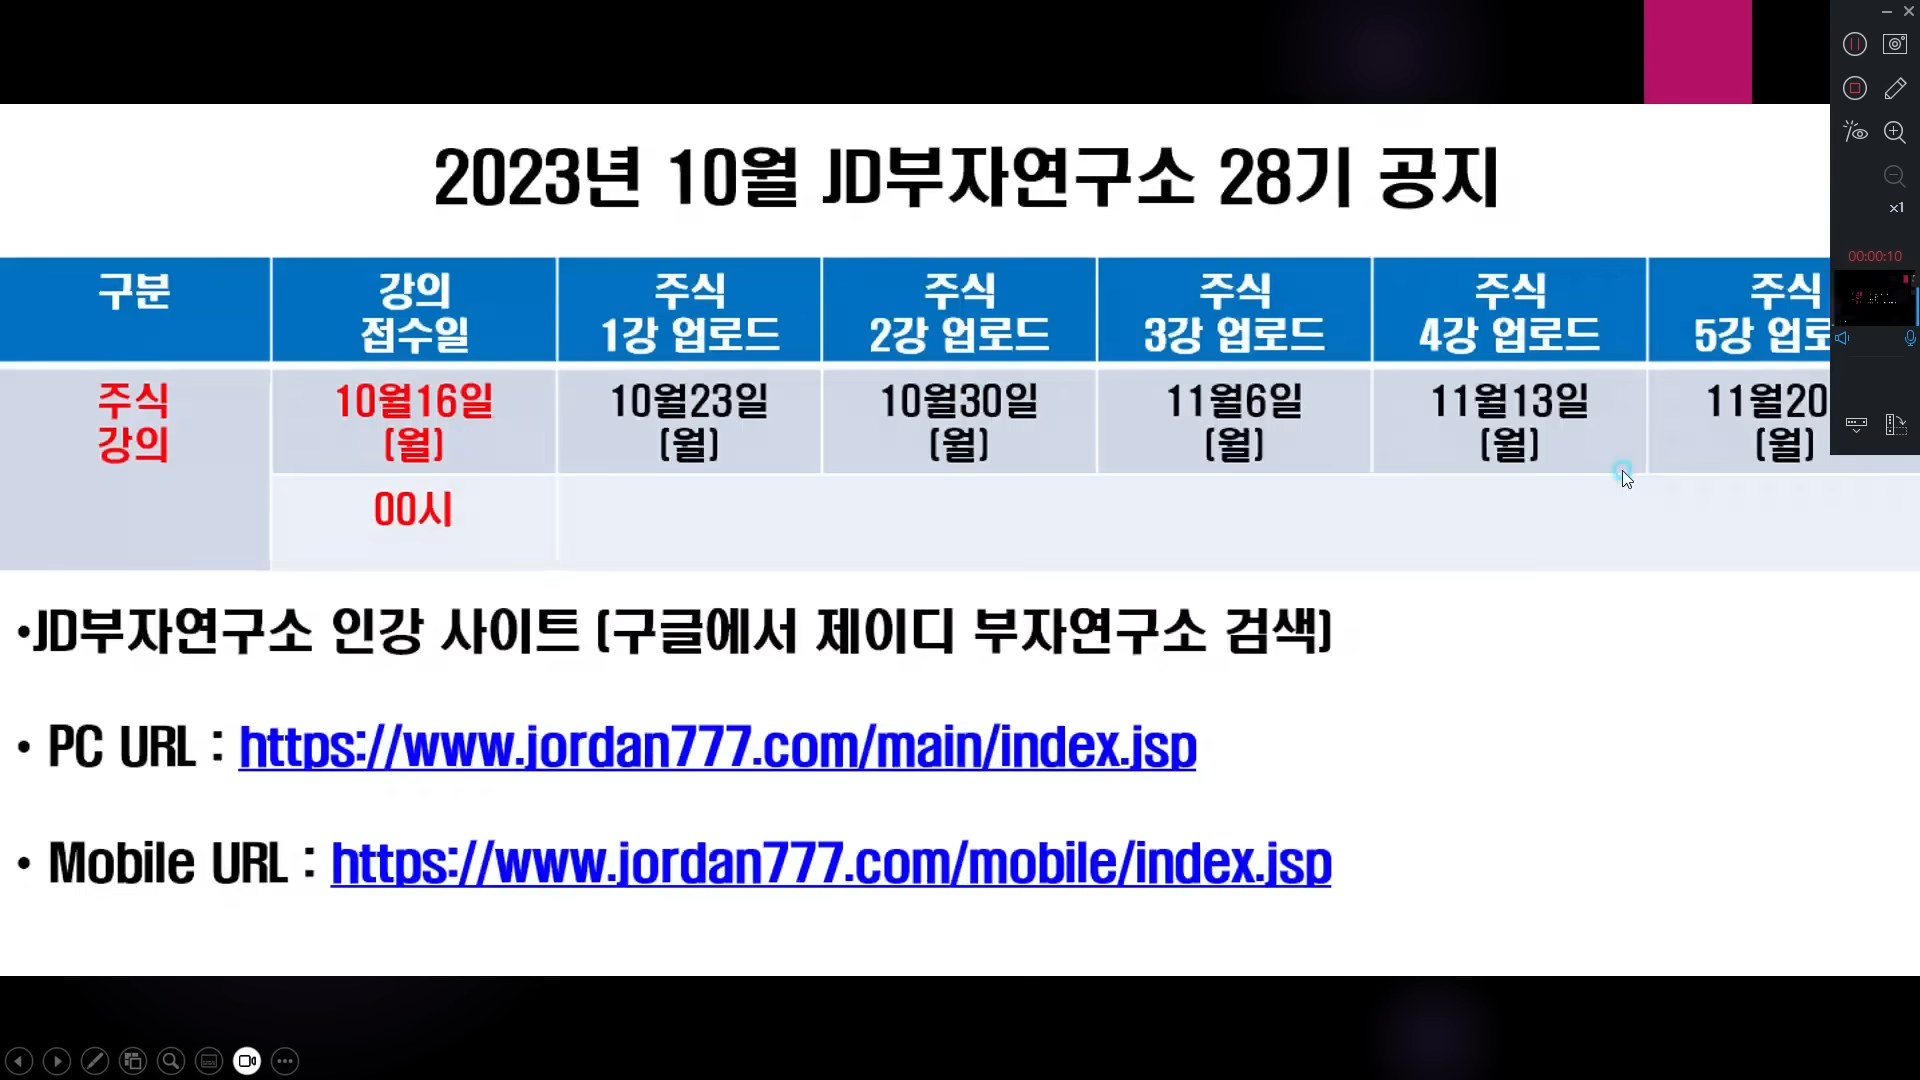 2023년 10월 JD부자연구소 28기 공지
구분
강의
접수일
주식
1강 업로드
주식
2강 업로드
주식
3강 업로드
주식
4강 업로드
주식
5강
주식
강의
10월16일
(월)
10월23일
(월)
10월30일
(월)
11월6일
(월)
11월13일
(월)
11월20
(월)
00시
•JD부자연구소 인강 사이트 (구글에서 제이디 부자연구소 검색)
• PC URL : https://www.jordan777.com/main/index.jsp
• Mobile URL : https://www.jordan777.com/mobile/index.jsp
x1
00:00:10